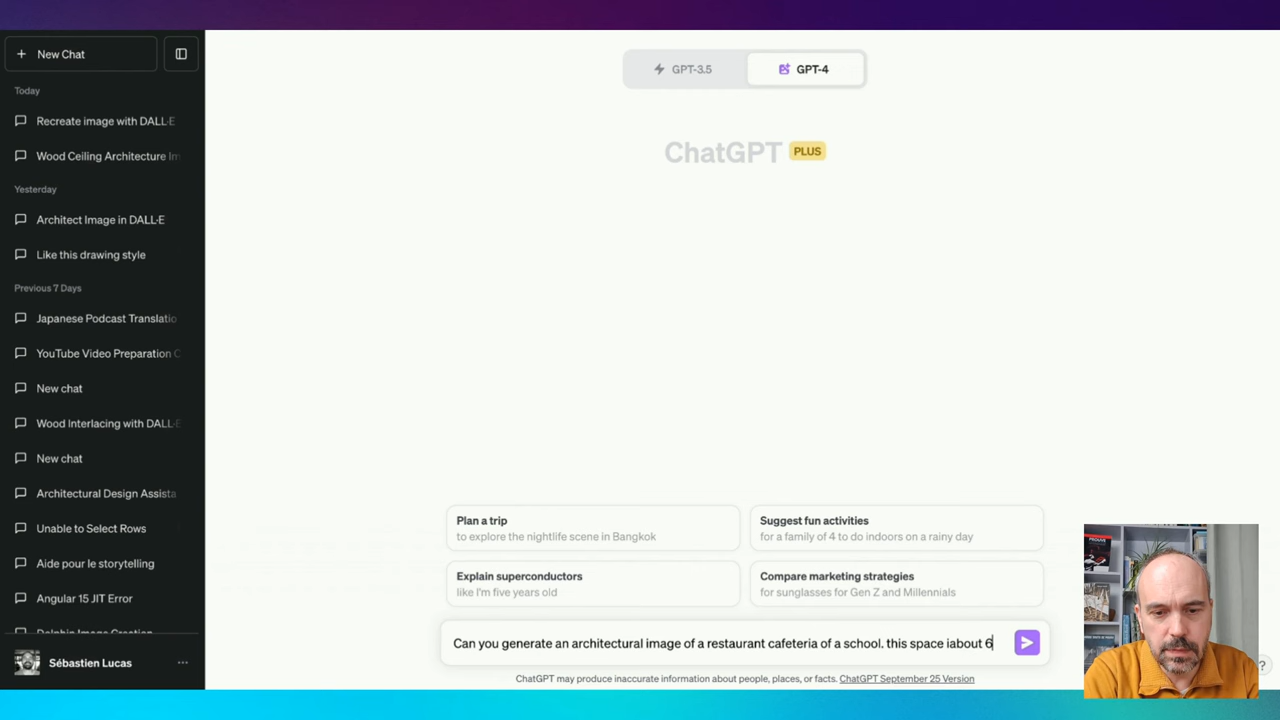 New Chat
Today
Recreate image with DALL·E
Wood Ceiling Architecture Im
Yesterday
Architect Image in DALL·E
Like this drawing style
Previous 7 Days
Japanese Podcast Translatio
YouTube Video Preparation C
New chat
Wood Interlacing with DALL·E
New chat
Architectural Design Assista
Unable to Select Rows
Aide pour le storytelling
Angular 15 JIT Error
Dolphin Image Creation
Sébastien Lucas
GPT-3.5
GPT-4
ChatGPT PLUS
Plan a trip
to explore the nightlife scene in Bangkok
Suggest fun activities
for a family of 4 to do indoors on a rainy day
Explain superconductors
like I'm five years old
Compare marketing strategies
for sunglasses for Gen Z and Millennials
Can you generate an architectural image of a restaurant cafeteria of a school. this space iabout 6
ChatGPT may produce inaccurate information about people, places, or facts. ChatGPT September 25 Version
?